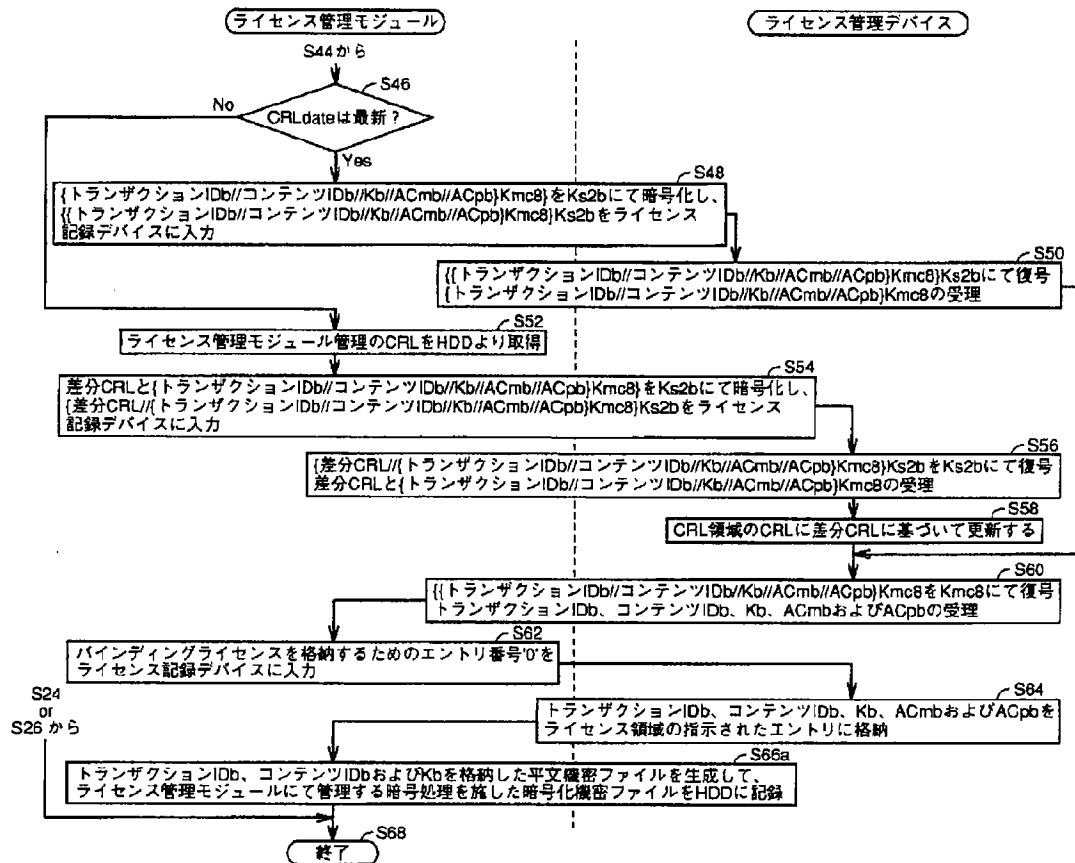 ライセンス管理モジュール
ライセンス管理デバイス
S44から
S46
No
CRLdateは最新？
Yes
S48
{トランザクションIDb//コンテンツIDb//Kb//ACmb//ACpb}Kmc8}をKs2bにて暗号化し、
{{トランザクションIDb//コンテンツIDb//Kb//ACmb//ACpb}Kmc8}Ks2bをライセンス
記録デバイスに入力
S50
{{トランザクションIDb//コンテンツIDb//Kb//ACmb//ACpb}Kmc8}Ks2bにて復号
{トランザクションIDb//コンテンツIDb//Kb//ACmb//ACpb}Kmc8の受理
S52
ライセンス管理モジュール管理のCRLをHDDより取得
S54
差分CRLと{トランザクションIDb//コンテンツIDb//Kb//ACmb//ACpb}Kmc8}をKs2bにて暗号化し、
{差分CRL//{トランザクションIDb//コンテンツIDb//Kb//ACmb//ACpb}Kmc8}Ks2bをライセンス
記録デバイスに入力
S56
{差分CRL//{トランザクションIDb//コンテンツIDb//Kb//ACmb//ACpb}Kmc8}Ks2bをKs2bにて復号
差分CRLと{トランザクションIDb//コンテンツIDb//Kb//ACmb//ACpb}Kmc8の受理
S58
CRL領域のCRLに差分CRLに基づいて更新する
S60
{{トランザクションIDb//コンテンツIDb//Kb//ACmb//ACpb}Kmc8をKmc8にて復号
トランザクションIDb、コンテンツIDb、Kb、ACmbおよびACpbの受理
S62
バインディングライセンスを格納するためのエントリ番号'0'を
ライセンス記録デバイスに入力
S24
or
S26から
S64
トランザクションIDb、コンテンツIDb、Kb、ACmbおよびACpbを
ライセンス領域の指示されたエントリに格納
S66a
トランザクションIDb、コンテンツIDbおよびKbを格納した平文機密ファイルを生成して、
ライセンス管理モジュールにて管理する暗号処理を施した暗号化機密ファイルをHDDに記録
S68
終了